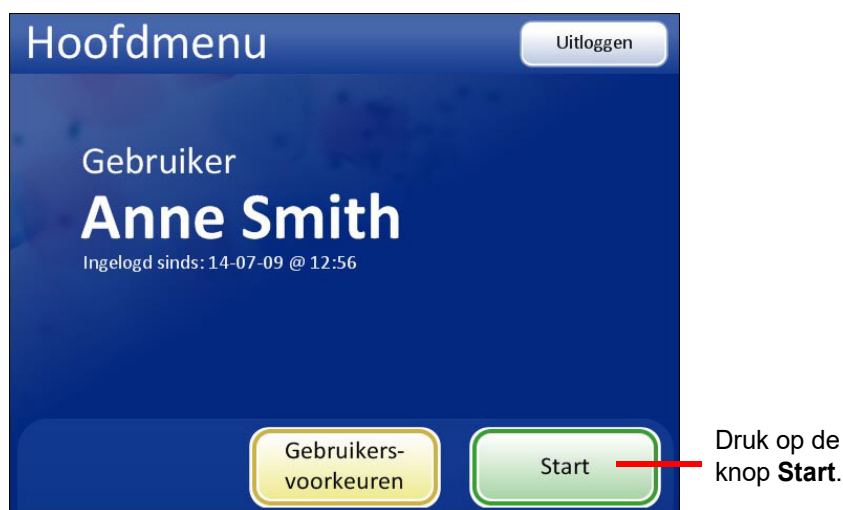 Hoofdmenu
Uitloggen
Gebruiker
Anne Smith
Ingelogd sinds: 14-07-09 @ 12:56
Gebruikers-
voorkeuren
Start
Druk op de
knop Start.